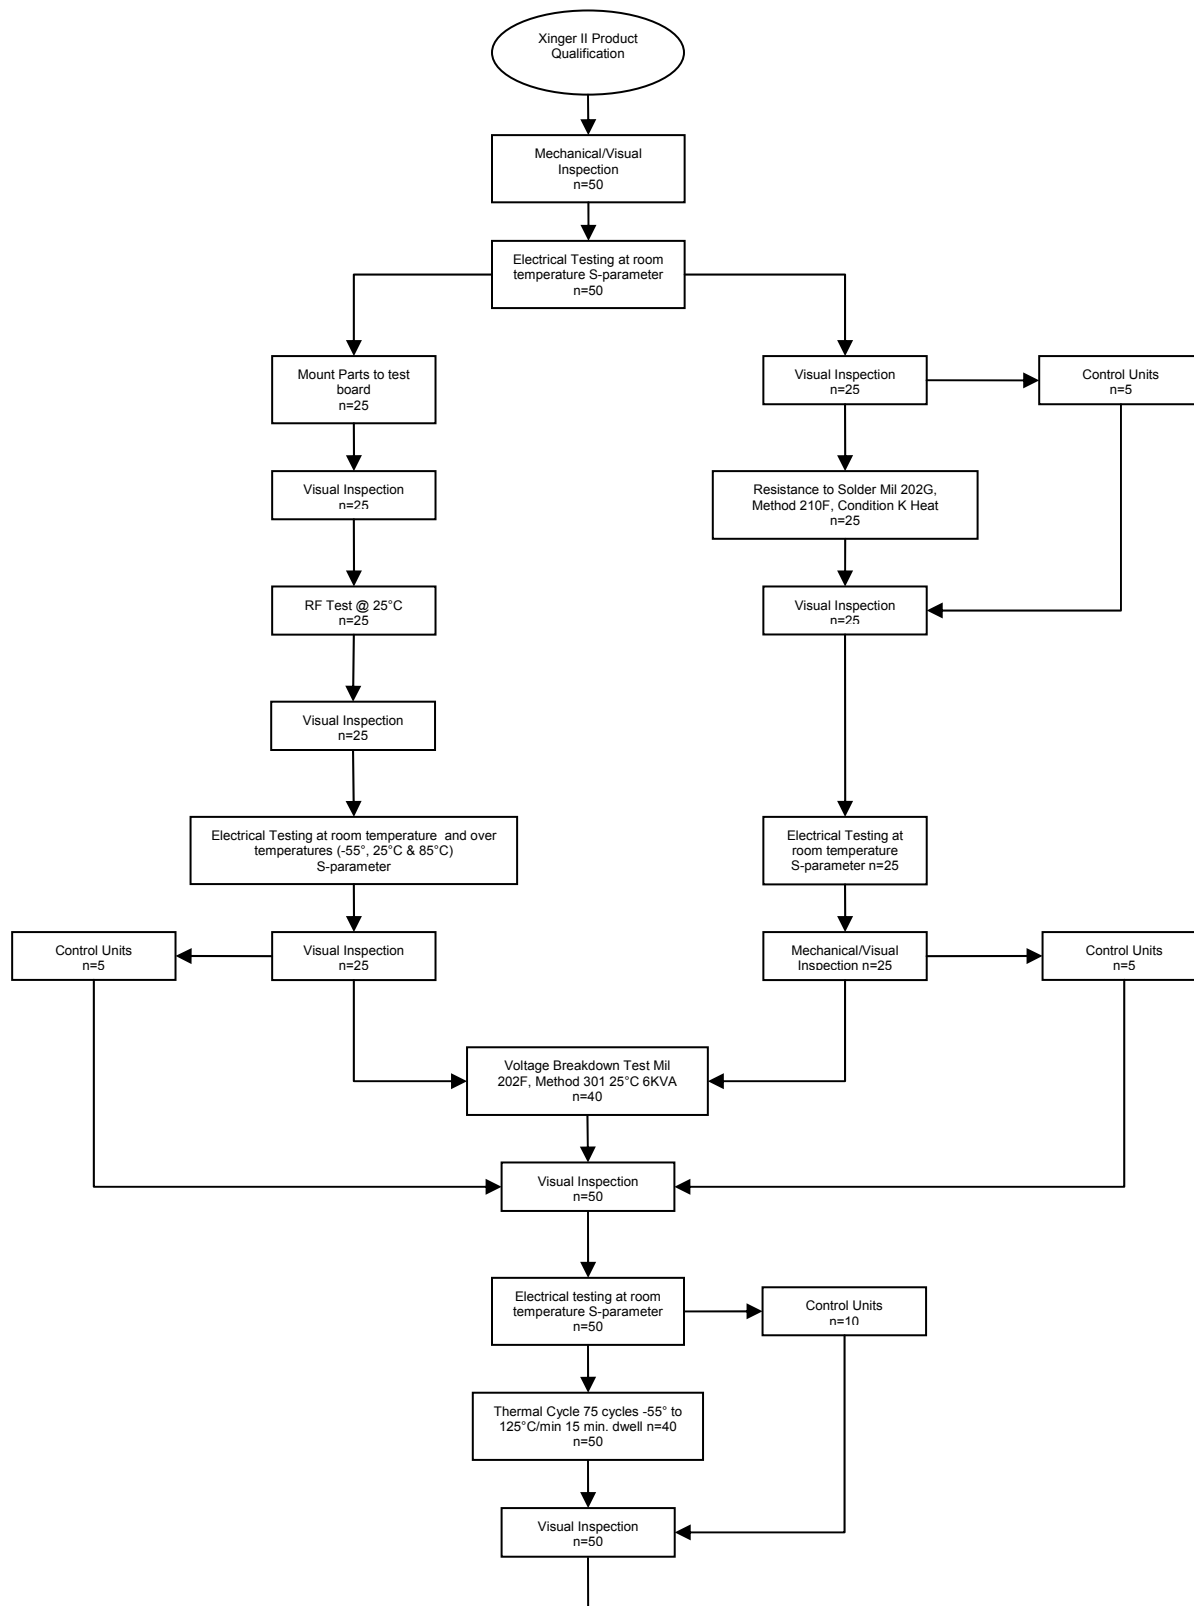 Xinger II Product
Qualification
Mechanical/Visual
Inspection
n=50
Electrical Testing at room
temperature S-parameter
n=50
Mount Parts to test
board
n=25
Visual Inspection
n=25
Control Units
n=5
Visual Inspection
n=25
Resistance to Solder Mil 202G,
Method 210F, Condition K Heat
n=25
RF Test @ 25°C
n=25
Visual Inspection
n=25
Visual Inspection
n=25
Electrical Testing at room temperature and over
temperatures (-55°, 25°C & 85°C)
S-parameter
Electrical Testing at
room temperature
S-parameter n=25
Control Units
n=5
Visual Inspection
n=25
Mechanical/Visual
Inspection n=25
Control Units
n=5
Voltage Breakdown Test Mil
202F, Method 301 25°C 6KVA
n=40
Visual Inspection
n=50
Electrical testing at room
temperature S-parameter
n=50
Control Units
n=10
Thermal Cycle 75 cycles -55° to
125°C/min 15 min. dwell n=40
n=50
Visual Inspection
n=50